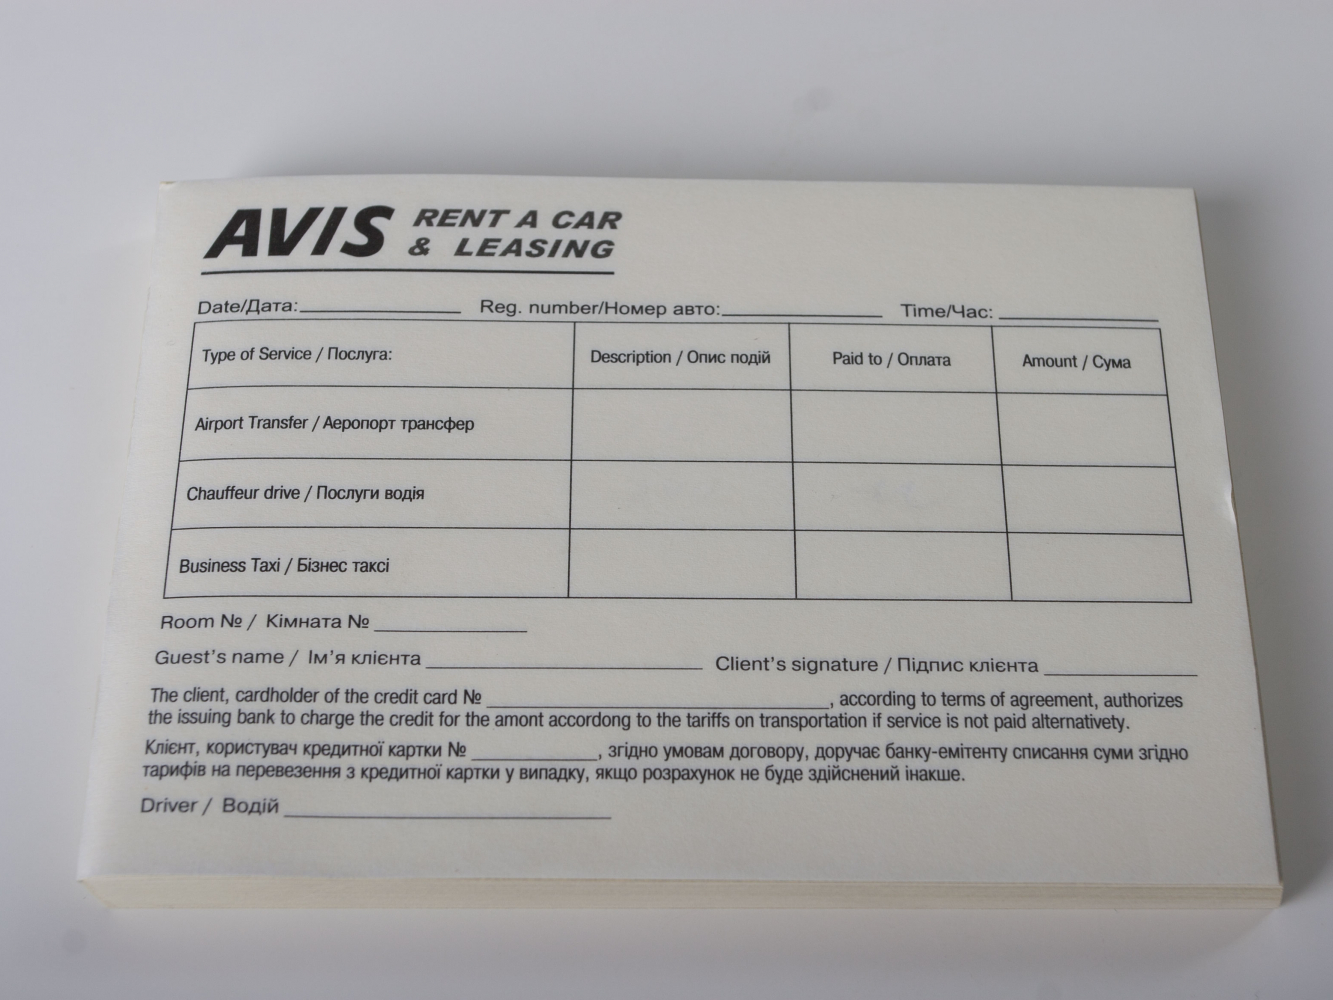 AVIS RENT A CAR
& LEASING
Date/Дата: Reg. number/Номер авто: Time/Час:
Type of Service / Послуга: Description / Опис подій Paid to / Оплата Amount / Сума
Airport Transfer / Аеропорт трансфер
Chauffeur drive / Послуги водія
Business Taxi / Бізнес таксі
Room № / Кімната №
Guest's name / Ім'я клієнта Client's signature / Підпис клієнта
The client, cardholder of the credit card № , according to terms of agreement, authorizes
the issuing bank to charge the credit for the amont accordong to the tariffs on transportation if service is not paid alternativety.
Клієнт, користувач кредитної картки № , згідно умовам договору, доручає банку-емітенту списання суми згідно
тарифів на перевезення з кредитної картки у випадку, якщо розрахунок не буде здійснений інакше.
Driver / Водій